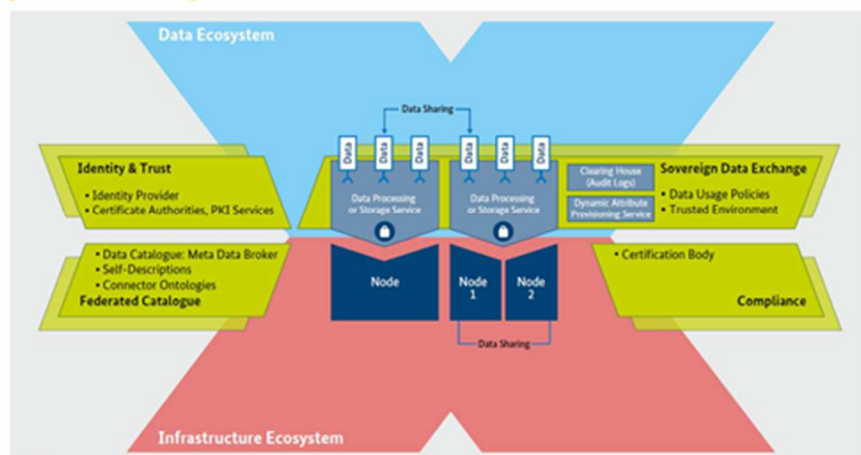 Data Ecosystem
Data Sharing
Data
Data
Data
Data
Data
Data
Identity & Trust
• Identity Provider
• Certificate Authorities, PKI Services
Data Processing
or Storage Service
Data Processing
or Storage Service
Clearing House
(Audit Logs)
Dynamic Attribute
Provisioning Service
Sovereign Data Exchange
• Data Usage Policies
• Trusted Environment
• Data Catalogue: Meta Data Broker
• Self-Descriptions
• Connector Ontologies
Federated Catalogue
Node
Node
1
Node
2
• Certification Body
Compliance
Data Sharing
Infrastructure Ecosystem